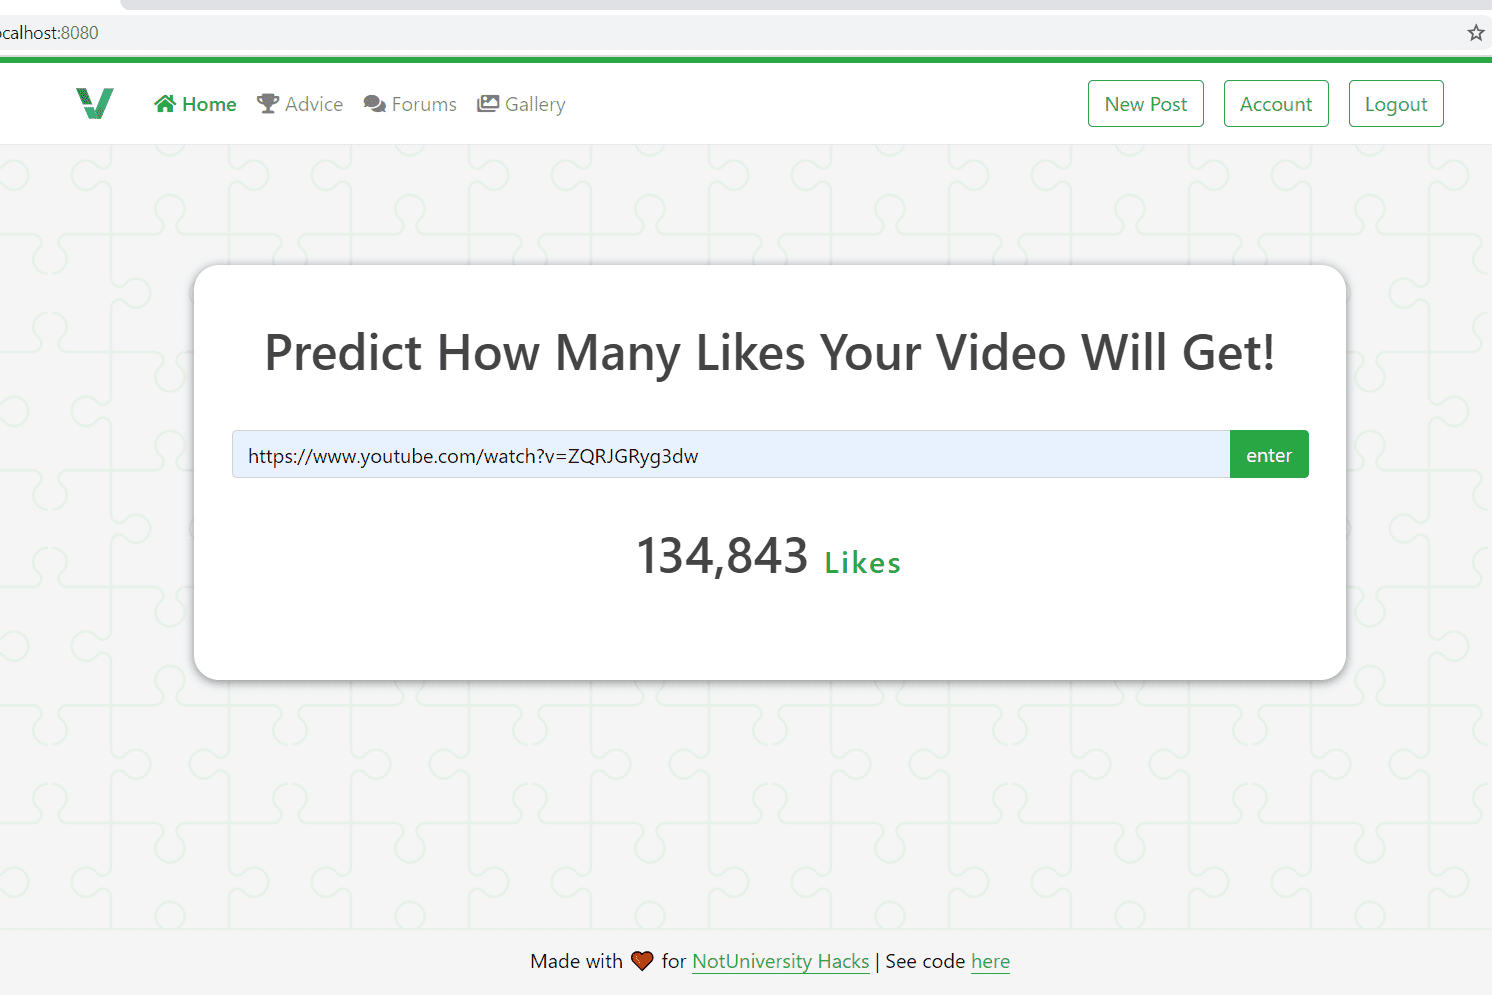 ocalhost:8080
Home Advice Forums Gallery New Post Account Logout
Predict How Many Likes Your Video Will Get!
https://www.youtube.com/watch?v=ZQRJGRyg3dw enter
134,843 Likes
Made with for NotUniversity Hacks | See code here